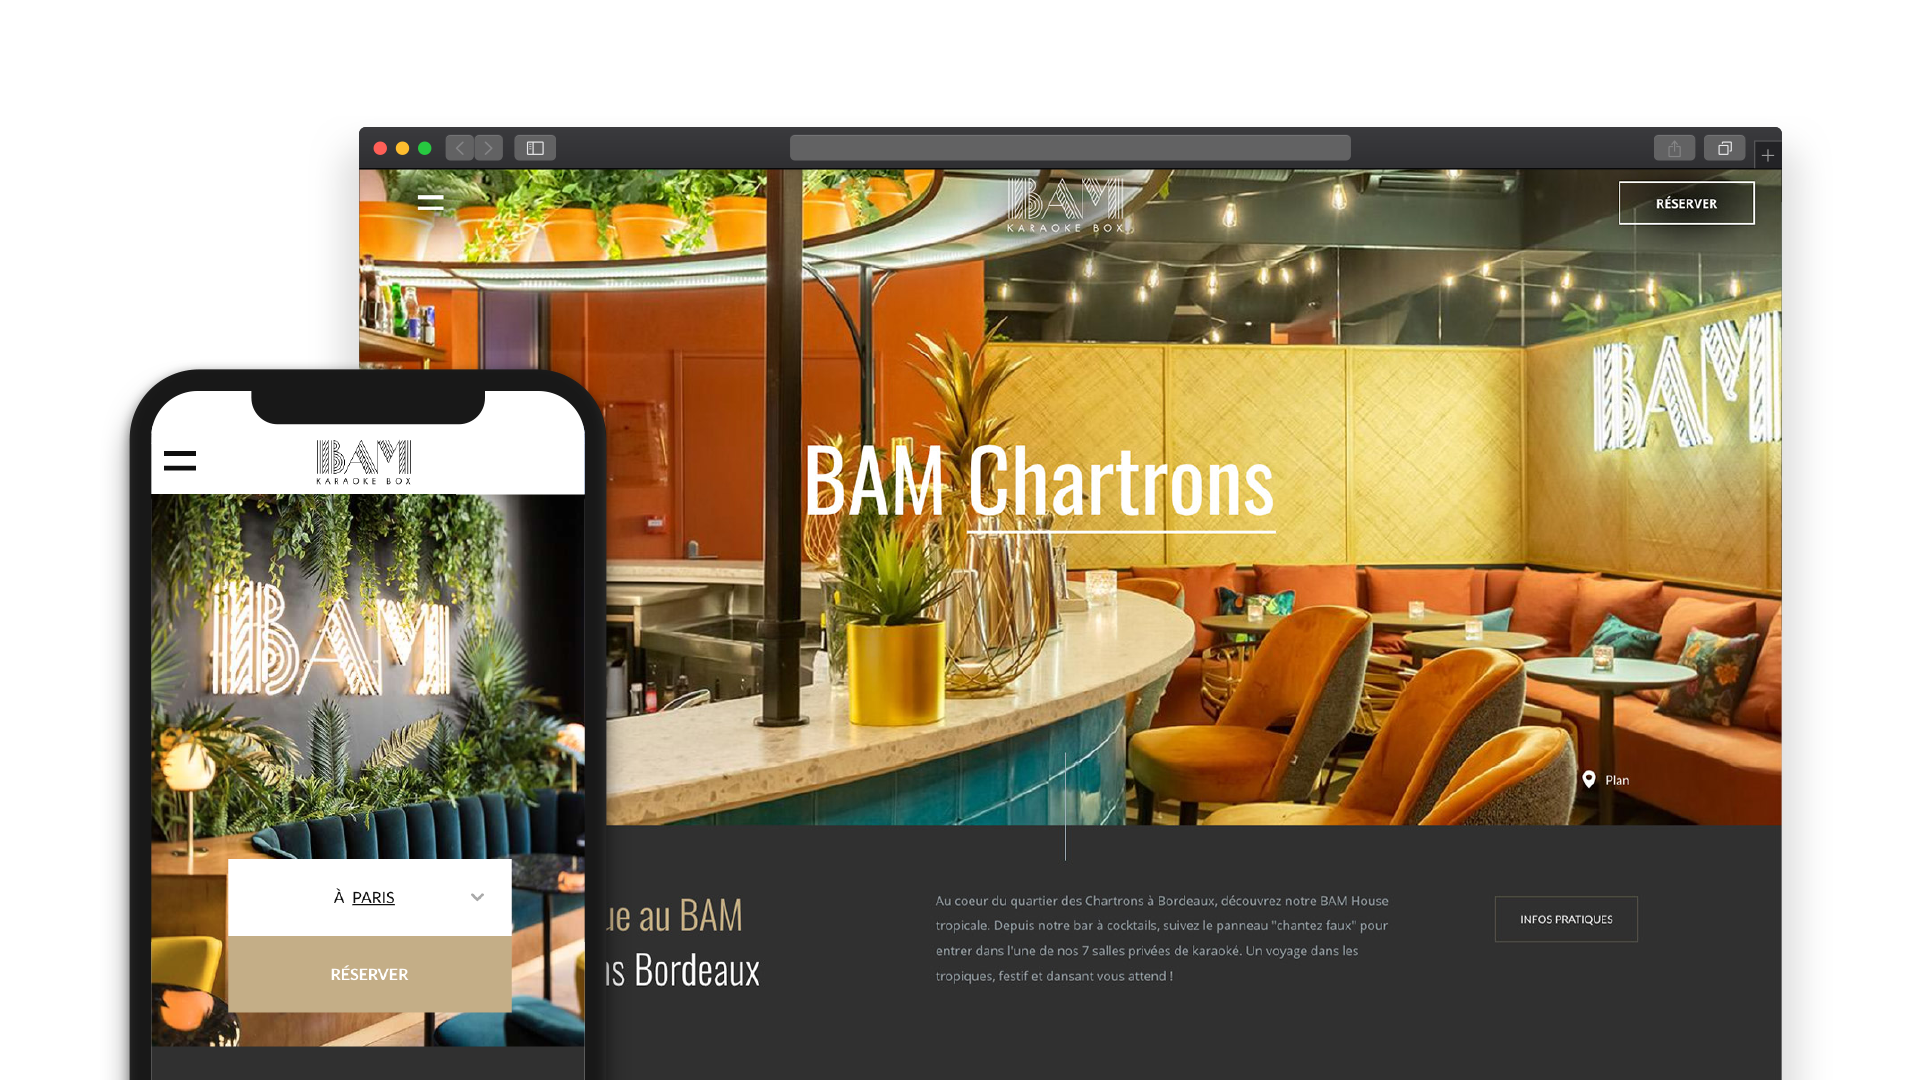 BAM
KARAOKE BOX
RÉSERVER
BAM
BAM Chartrons
Plan
BAM
KARAOKE BOX
BAM
À PARIS
RÉSERVER
ue au BAM
ns Bordeaux
Au coeur du quartier des Chartrons à Bordeaux, découvrez notre BAM House
tropicale. Depuis notre bar à cocktails, suivez le panneau "chantez faux" pour
entrer dans l'une de nos 7 salles privées de karaoké. Un voyage dans les
tropiques, festif et dansant vous attend !
INFOS PRATIQUES